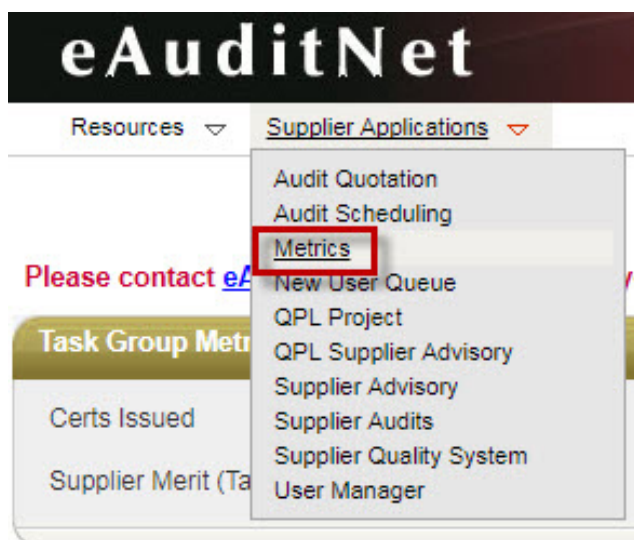 eAuditNet
Resources Supplier Applications
Audit Quotation
Audit Scheduling
Metrics
Please contact
New User Queue
QPL Project
Task Group
QPL Supplier Advisory
Supplier Advisory
Certs Issued
Supplier Audits
Supplier Quality System
Supplier Merit
User Manager